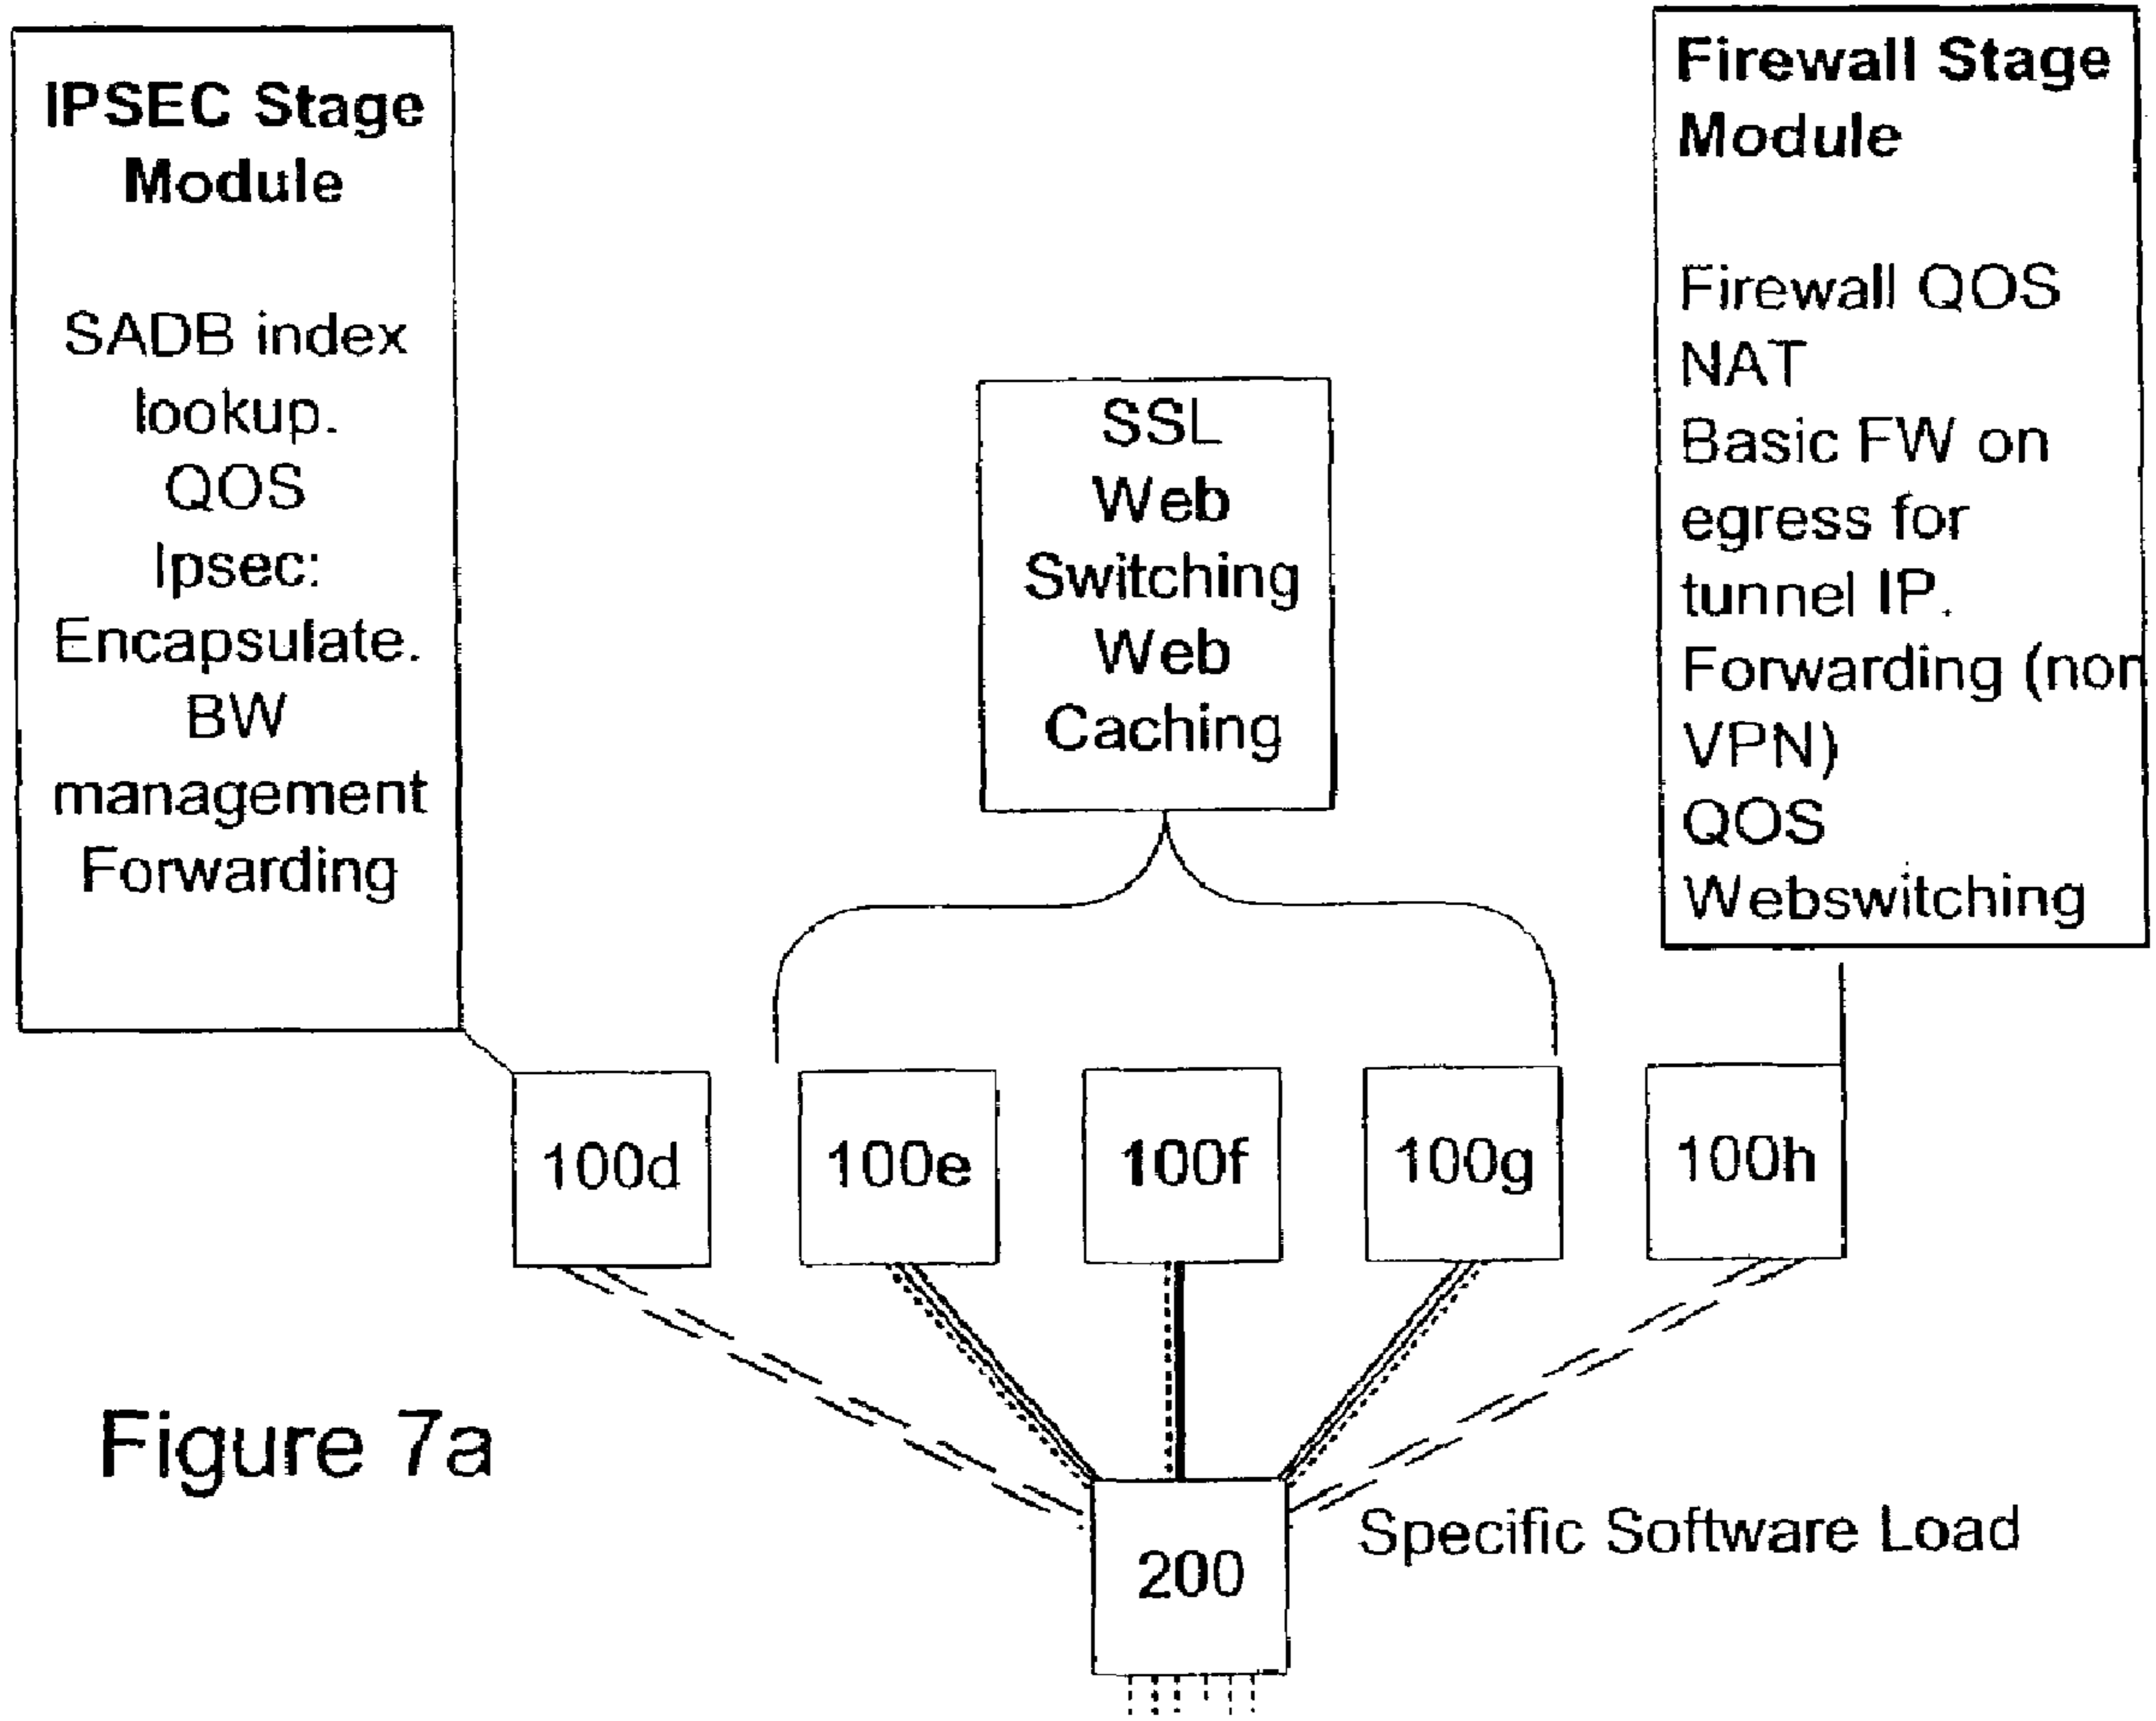 IPSEC Stage
Module
SADB index
lookup.
QOS
Ipsec:
Encapsulate.
BW
management
Forwarding
SSL
Web
Switching
Web
Caching
Firewall Stage
Module
Firewall QOS
NAT
Basic FW on
egress for
tunnel IP.
Forwarding (non
VPN)
QOS
Webswitching
100d
100e
100f
100g
100h
200
Specific Software Load
Figure 7a